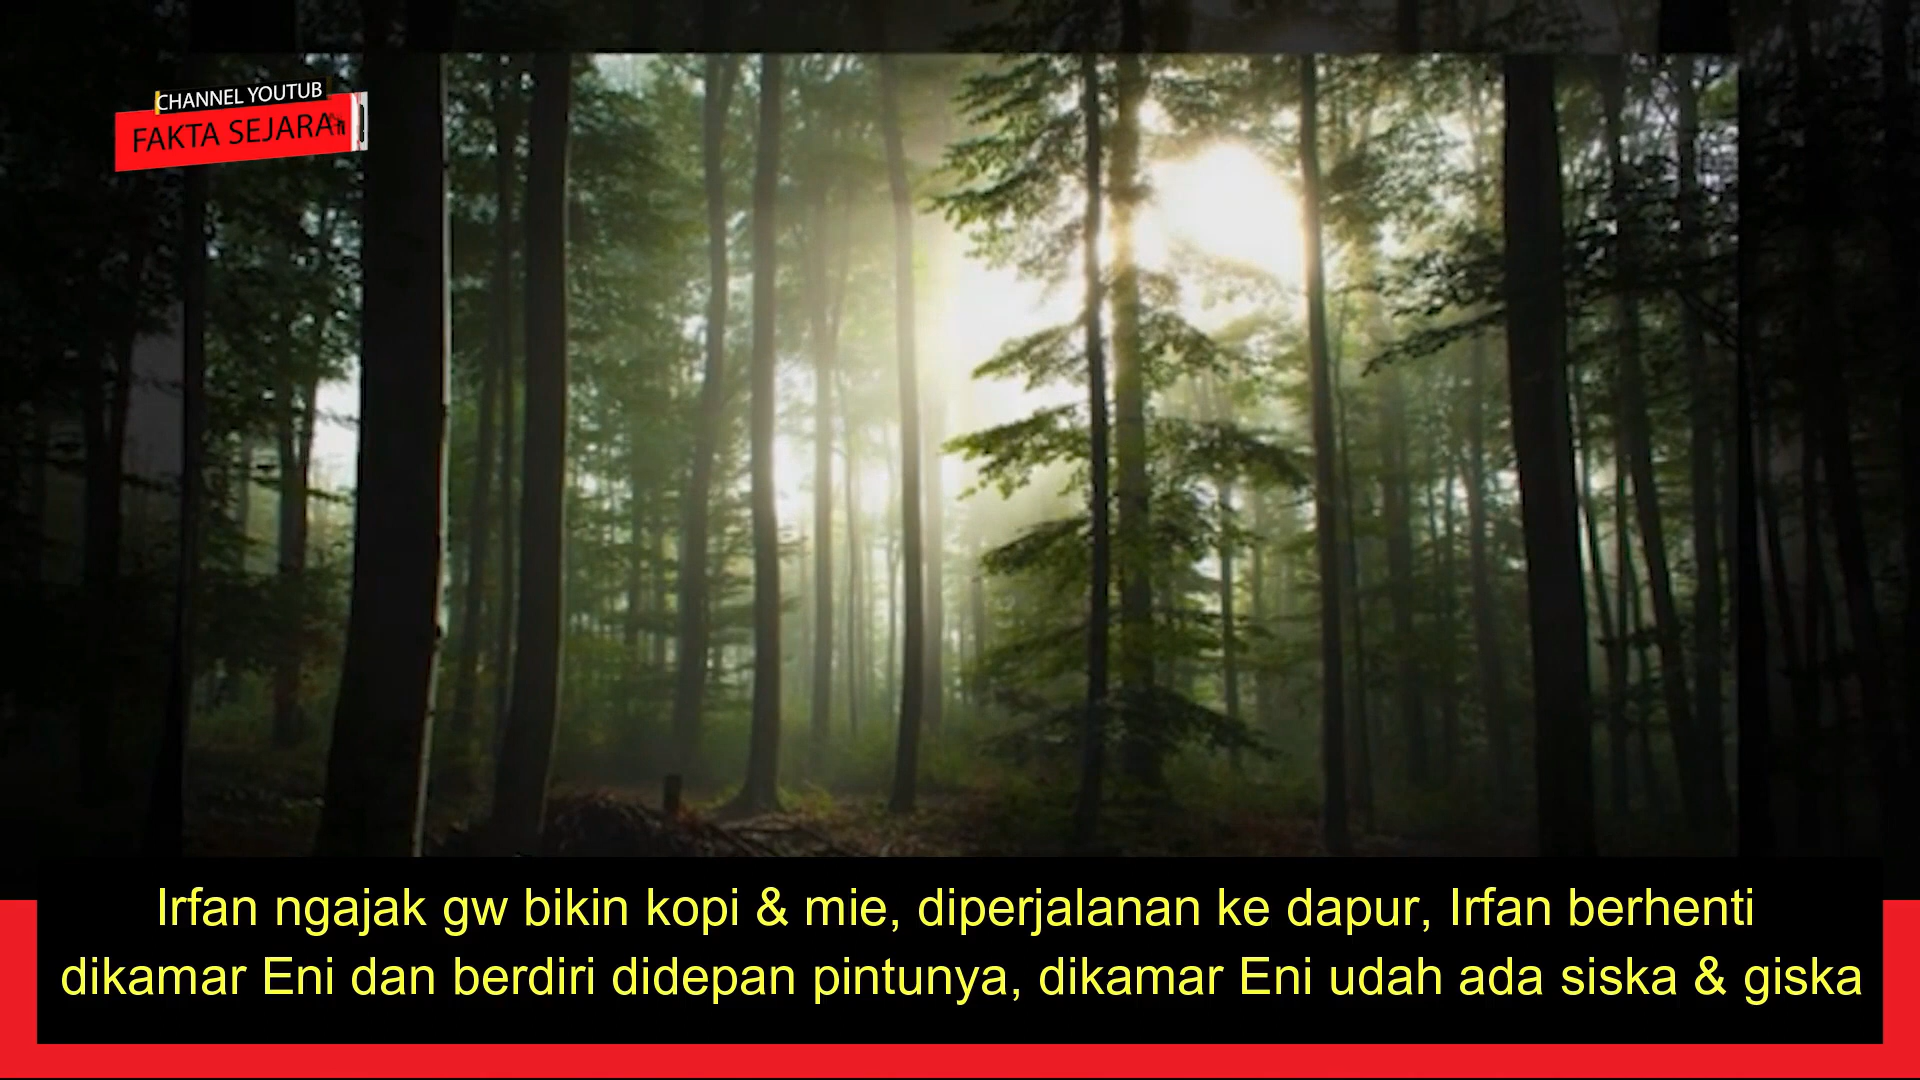 CHANNEL YOUTUB
FAKTA SEJARA
Irfan ngajak gw bikin kopi & mie, diperjalanan ke dapur, Irfan berhenti
dikamar Eni dan berdiri didepan pintunya, dikamar Eni udah ada siska & giska